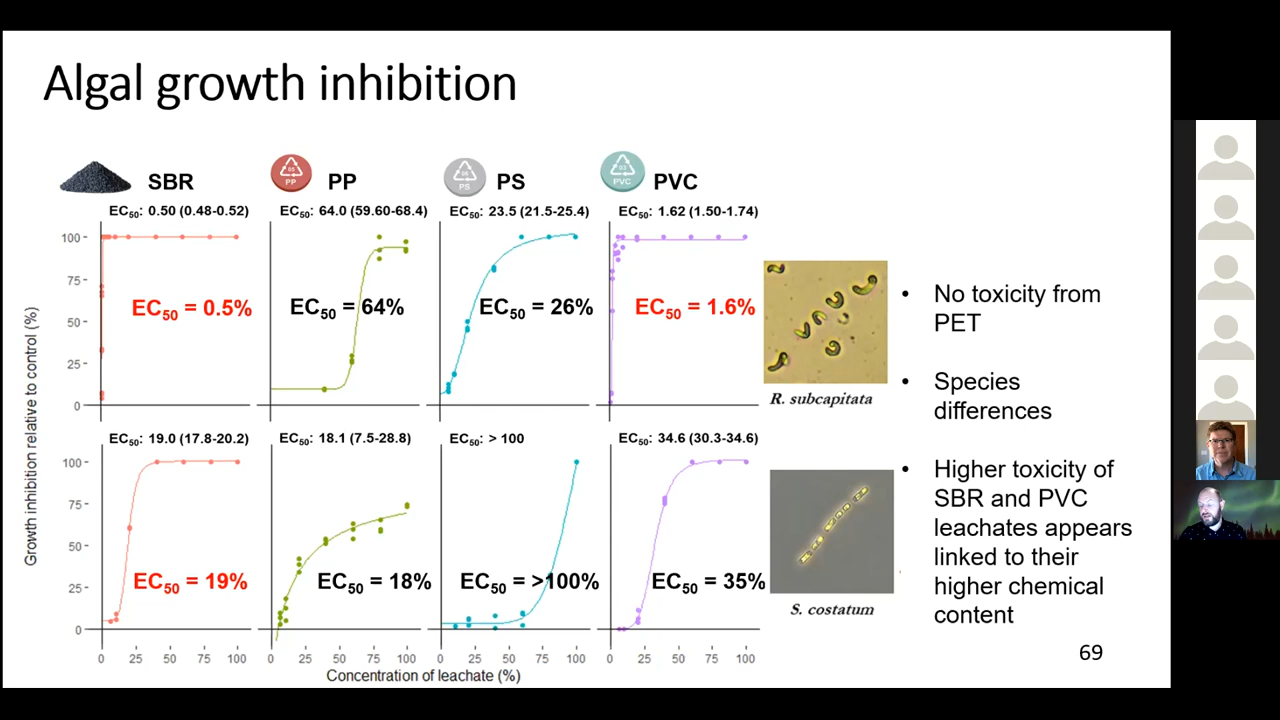 Algal growth inhibition
SBR
PP
PS
PVC
05
PP
06
PS
03
PVC
EC50: 0.50 (0.48-0.52)
EC50: 64.0 (59.60-68.4)
EC50: 23.5 (21.5-25.4)
EC50: 1.62 (1.50-1.74)
Growth inhibition relative to control (%)
100
75
50
25
0
EC50 = 0.5%
EC50 = 64%
EC50 = 26%
EC50 = 1.6%
R. subcapitata
EC50: 19.0 (17.8-20.2)
EC50: 18.1 (7.5-28.8)
EC50: > 100
EC50: 34.6 (30.3-34.6)
100
75
50
25
0
EC50 = 19%
EC50 = 18%
EC50 = >100%
EC50 = 35%
S. costatum
0 25 50 75 100
0 25 50 75 100
0 25 50 75 100
0 25 50 75 100
Concentration of leachate (%)
• No toxicity from
PET
• Species
differences
• Higher toxicity of
SBR and PVC
leachates appears
linked to their
higher chemical
content
69